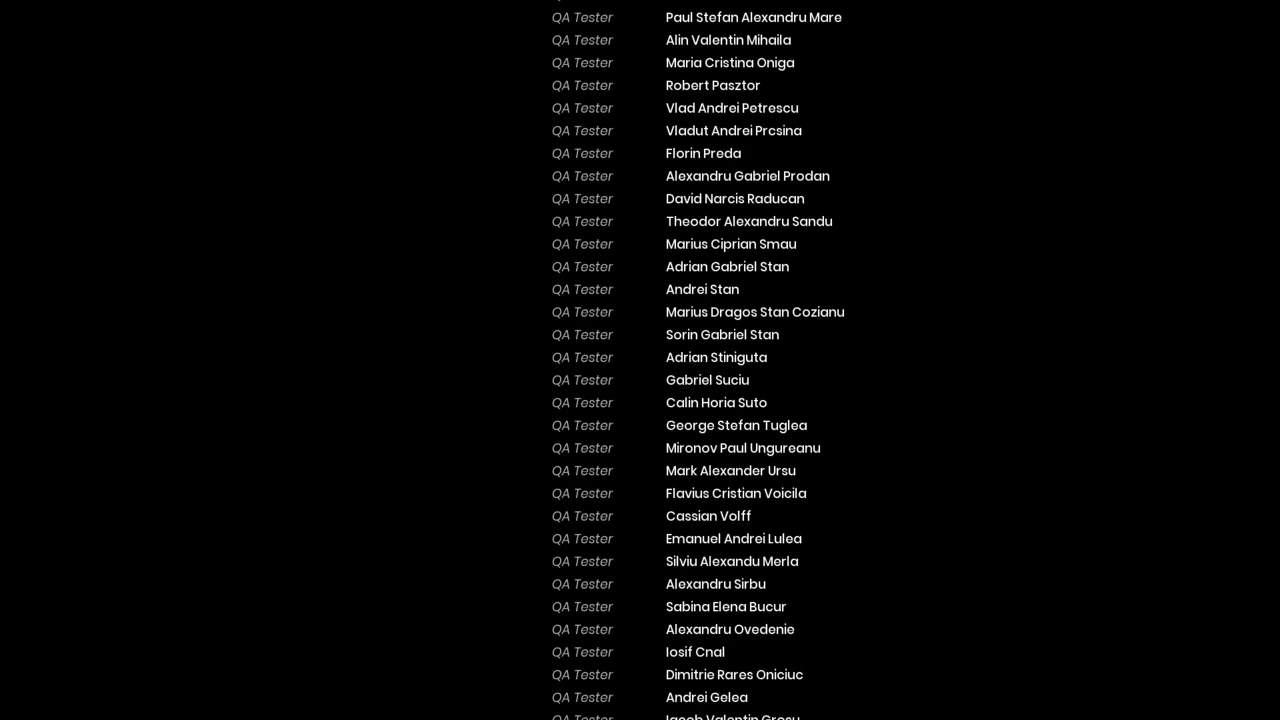 QA Tester Paul Stefan Alexandru Mare
QA Tester Alin Valentin Mihaila
QA Tester Maria Cristina Oniga
QA Tester Robert Pasztor
QA Tester Vlad Andrei Petrescu
QA Tester Vladut Andrei Prcsina
QA Tester Florin Preda
QA Tester Alexandru Gabriel Prodan
QA Tester David Narcis Raducan
QA Tester Theodor Alexandru Sandu
QA Tester Marius Ciprian Smau
QA Tester Adrian Gabriel Stan
QA Tester Andrei Stan
QA Tester Marius Dragos Stan Cozianu
QA Tester Sorin Gabriel Stan
QA Tester Adrian Stiniguta
QA Tester Gabriel Suciu
QA Tester Calin Horia Suto
QA Tester George Stefan Tuglea
QA Tester Mironov Paul Ungureanu
QA Tester Mark Alexander Ursu
QA Tester Flavius Cristian Voicila
QA Tester Cassian Volff
QA Tester Emanuel Andrei Lulea
QA Tester Silviu Alexandu Merla
QA Tester Alexandru Sirbu
QA Tester Sabina Elena Bucur
QA Tester Alexandru Ovedenie
QA Tester Iosif Cnal
QA Tester Dimitrie Rares Oniciuc
QA Tester Andrei Gelea
QA Tester Iacob Valentin Grosu